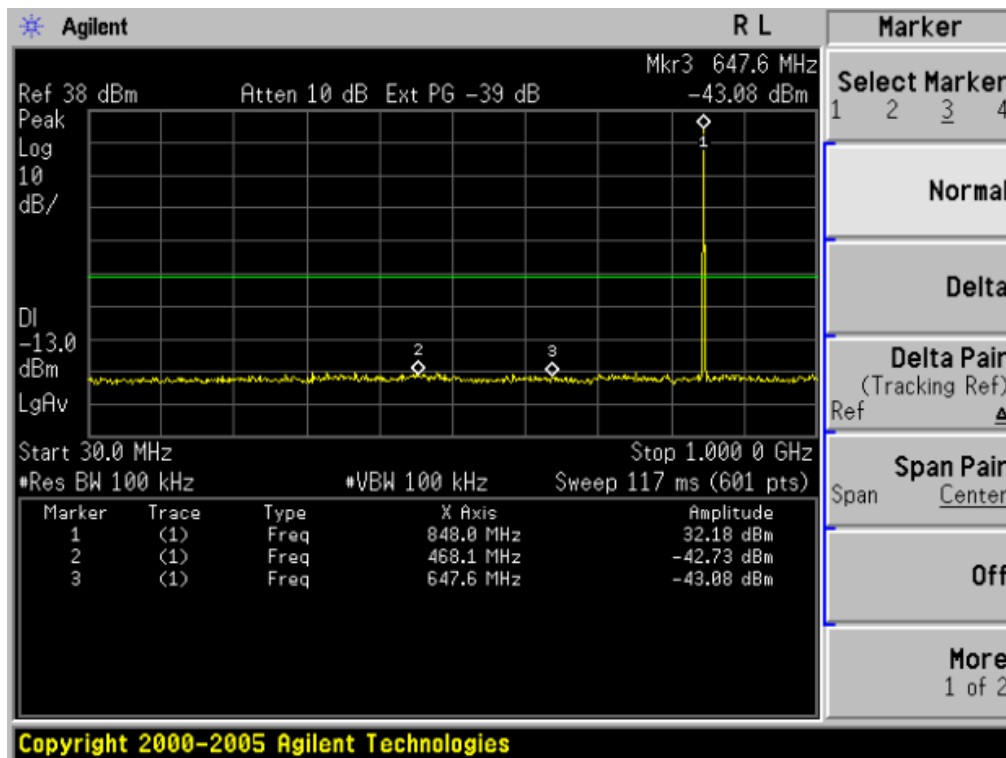 Agilent R L
Marker
Mkr3 647.6 MHz
Ref 38 dBm Atten 10 dB Ext PG -39 dB -43.08 dBm
Peak
Log
10
dB/
1
2
3
DI
-13.0
dBm
LgAv
Start 30.0 MHz Stop 1.000 0 GHz
#Res BW 100 kHz #VBW 100 kHz Sweep 117 ms (601 pts)
Marker Trace Type X Axis Amplitude
1 (1) Freq 848.0 MHz 32.18 dBm
2 (1) Freq 468.1 MHz -42.73 dBm
3 (1) Freq 647.6 MHz -43.08 dBm
Select Marker
1 2 3 4
Normal
Delta
Delta Pair
(Tracking Ref)
Ref Δ
Span Pair
Span Center
Off
More
1 of 2
Copyright 2000-2005 Agilent Technologies